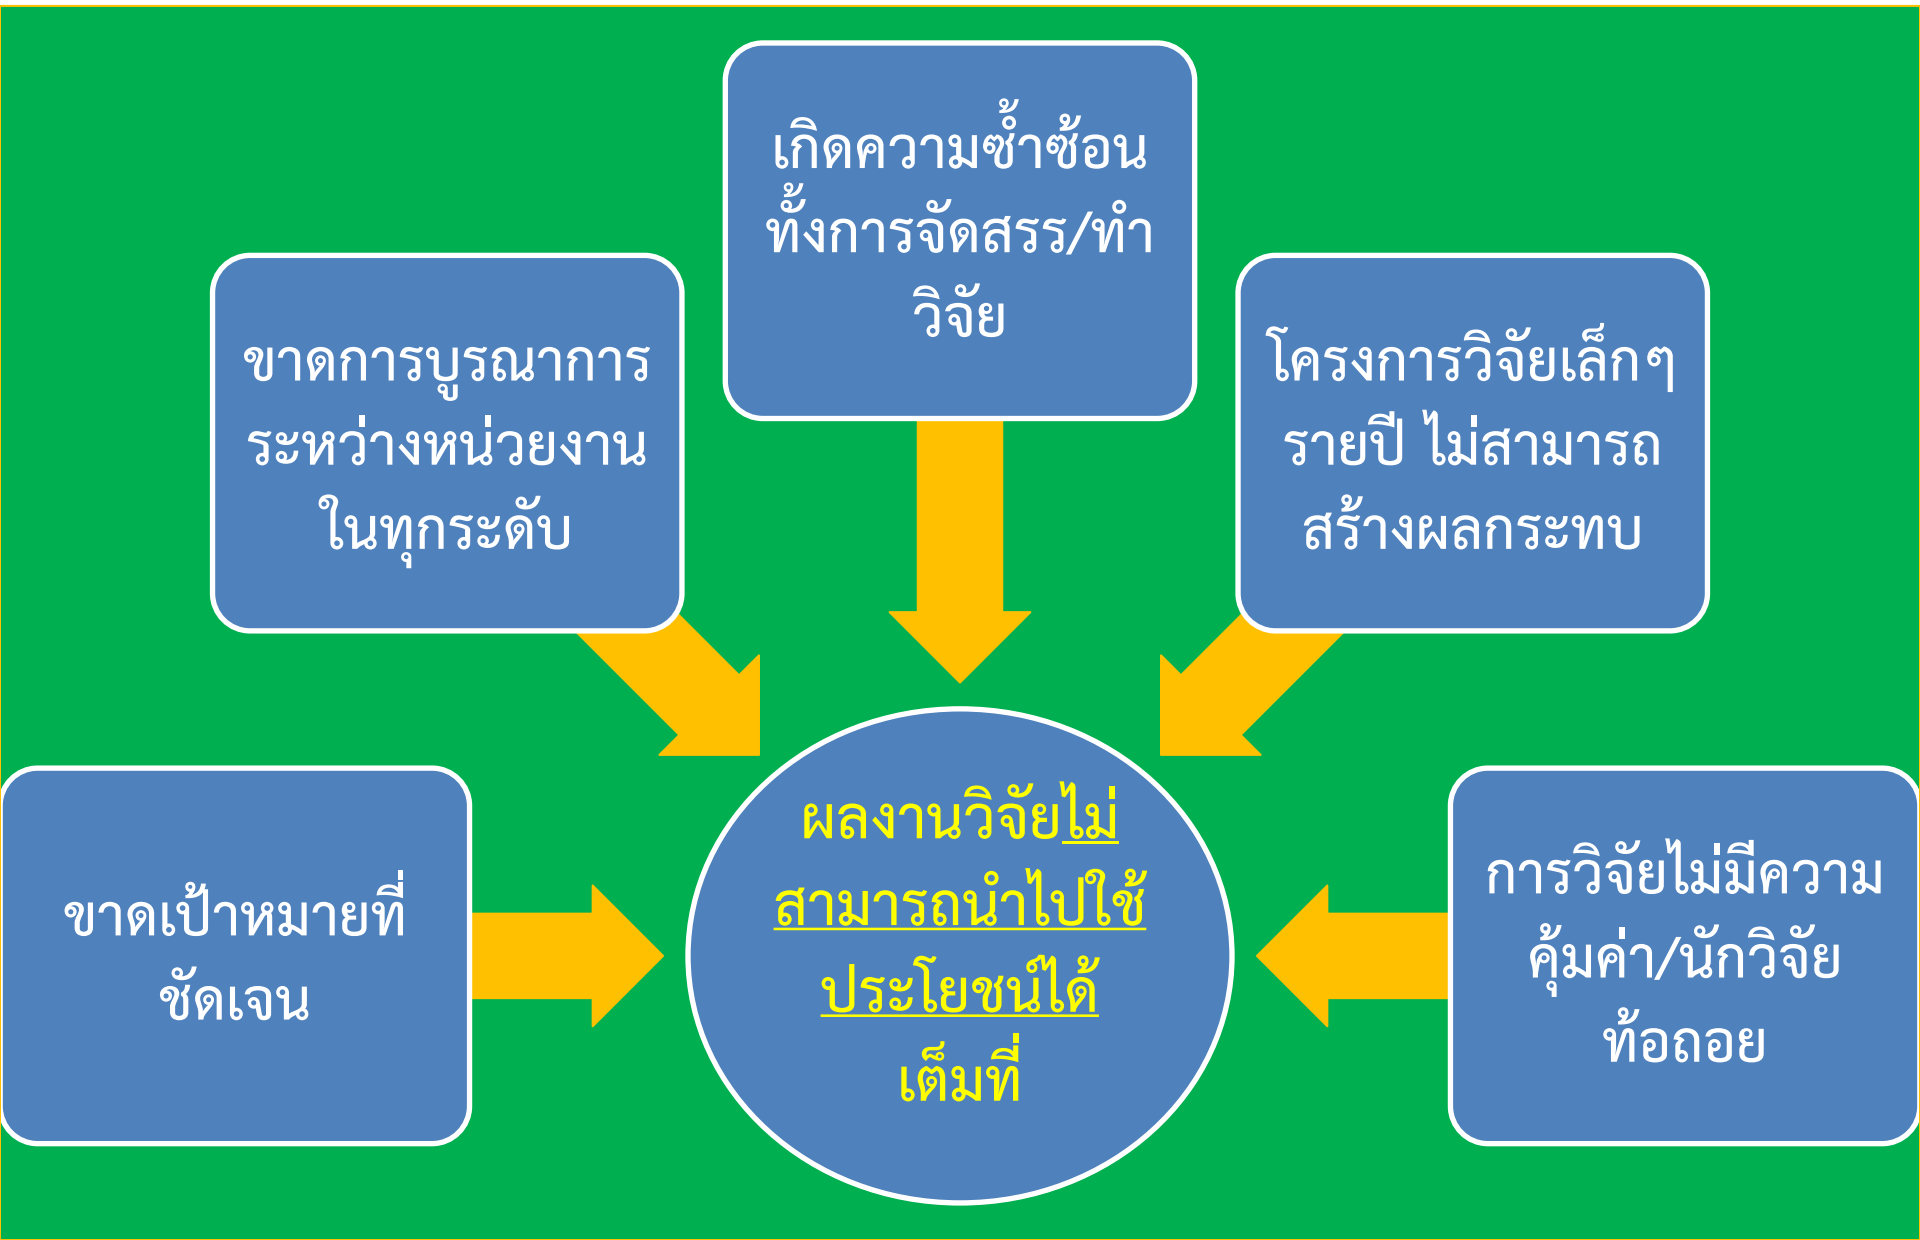 เกิดความซ้ำซ้อน
ทั้งการจัดสรร/ทำ
วิจัย
ขาดการบูรณาการ
ระหว่างหน่วยงาน
ในทุกระดับ
โครงการวิจัยเล็กๆ
รายปี ไม่สามารถ
สร้างผลกระทบ
ขาดเป้าหมายที่
ชัดเจน
ผลงานวิจัยไม่
สามารถนำไปใช้
ประโยชน์ได้
เต็มที่
การวิจัยไม่มีความ
คุ้มค่า/นักวิจัย
ท้อถอย